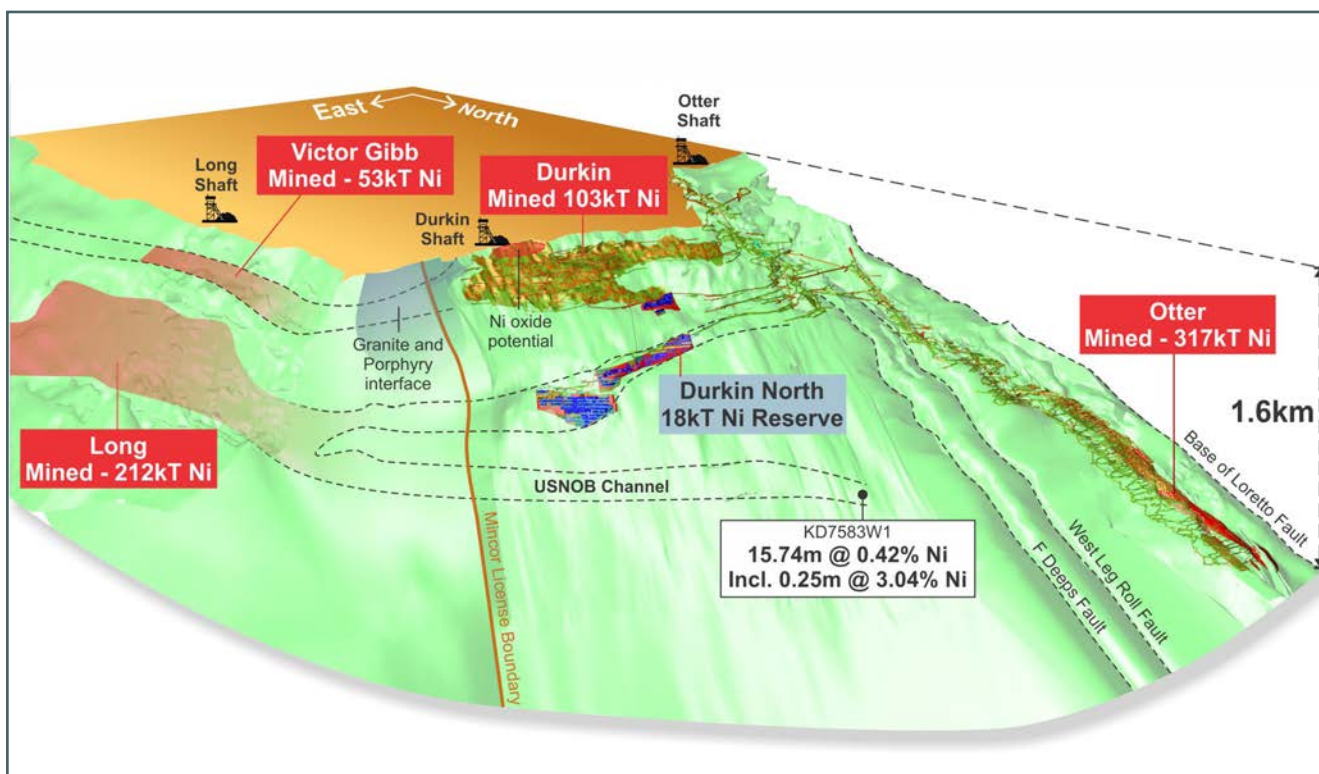 East
North
Otter
Shaft
Long
Shaft
Victor Gibb
Mined - 53kT Ni
Durkin
Mined 103kT Ni
Durkin
Shaft
Ni oxide
potential
Granite and
Porphyry
interface
Otter
Mined - 317kT Ni
1.6km
Durkin North
18kT Ni Reserve
Long
Mined - 212kT Ni
USNOB Channel
KD7583W1
15.74m @ 0.42% Ni
Incl. 0.25m @ 3.04% Ni
Mincor License Boundary
F Deeps Fault
West Leg Roll Fault
Base of Loretto Fault